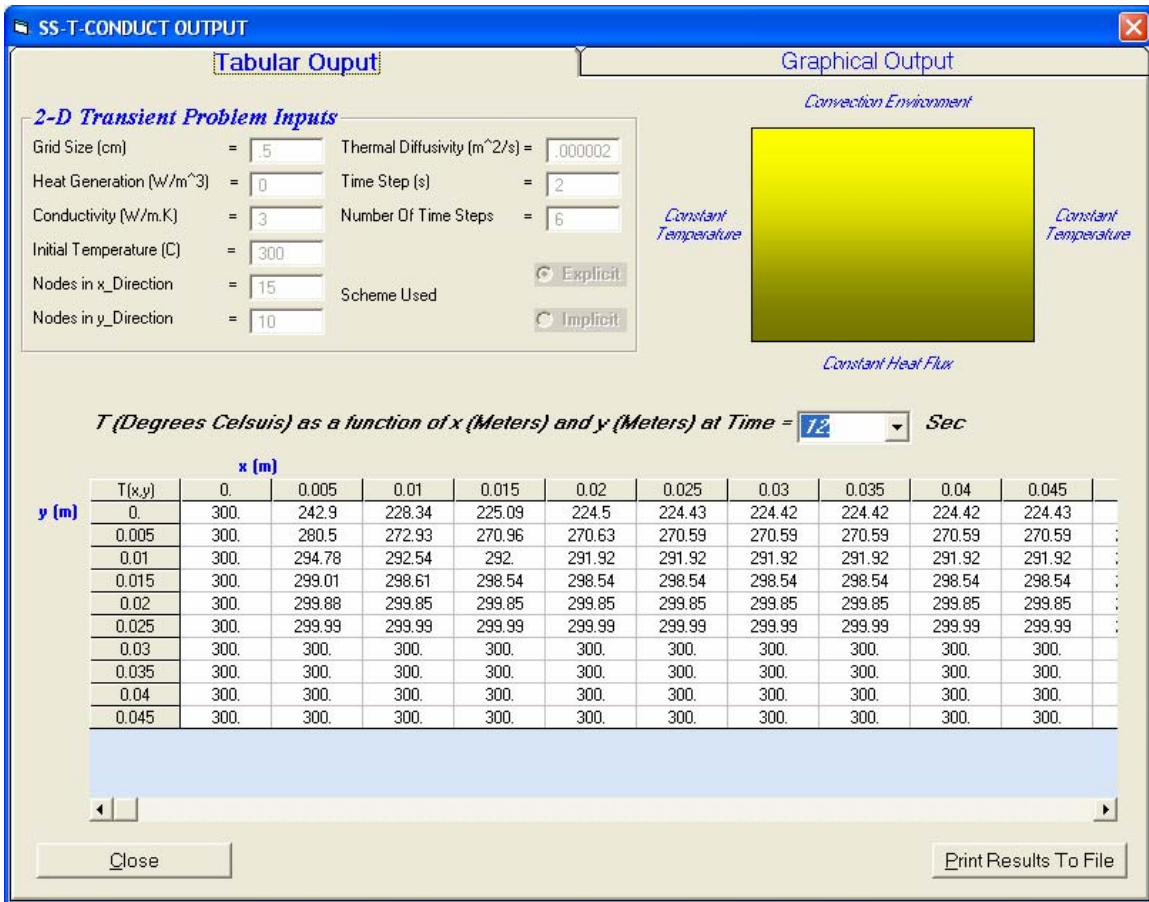 SS-T-CONDUCT OUTPUT
Tabular Ouput
Graphical Output
2-D Transient Problem Inputs
Grid Size (cm) = .5
Heat Generation (W/m^3) = 0
Conductivity (W/m.K) = 3
Initial Temperature (C) = 300
Nodes in x_Direction = 15
Nodes in y_Direction = 10
Thermal Diffusivity (m^2/s) = .000002
Time Step (s) = 2
Number Of Time Steps = 6
Scheme Used
Explicit
Implicit
Convection Environment
Constant
Temperature
Constant
Temperature
Constant Heat Flux
T (Degrees Celsuis) as a function of x (Meters) and y (Meters) at Time = 12. Sec
x (m)
y (m)
T(x,y) 0. 0.005 0.01 0.015 0.02 0.025 0.03 0.035 0.04 0.045
0. 300. 242.9 228.34 225.09 224.5 224.43 224.42 224.42 224.42 224.43
0.005 300. 280.5 272.93 270.96 270.63 270.59 270.59 270.59 270.59 270.59
0.01 300. 294.78 292.54 292. 291.92 291.92 291.92 291.92 291.92 291.92
0.015 300. 299.01 298.61 298.54 298.54 298.54 298.54 298.54 298.54 298.54
0.02 300. 299.88 299.85 299.85 299.85 299.85 299.85 299.85 299.85 299.85
0.025 300. 299.99 299.99 299.99 299.99 299.99 299.99 299.99 299.99 299.99
0.03 300. 300. 300. 300. 300. 300. 300. 300. 300. 300.
0.035 300. 300. 300. 300. 300. 300. 300. 300. 300. 300.
0.04 300. 300. 300. 300. 300. 300. 300. 300. 300. 300.
0.045 300. 300. 300. 300. 300. 300. 300. 300. 300. 300.
Close
Print Results To File